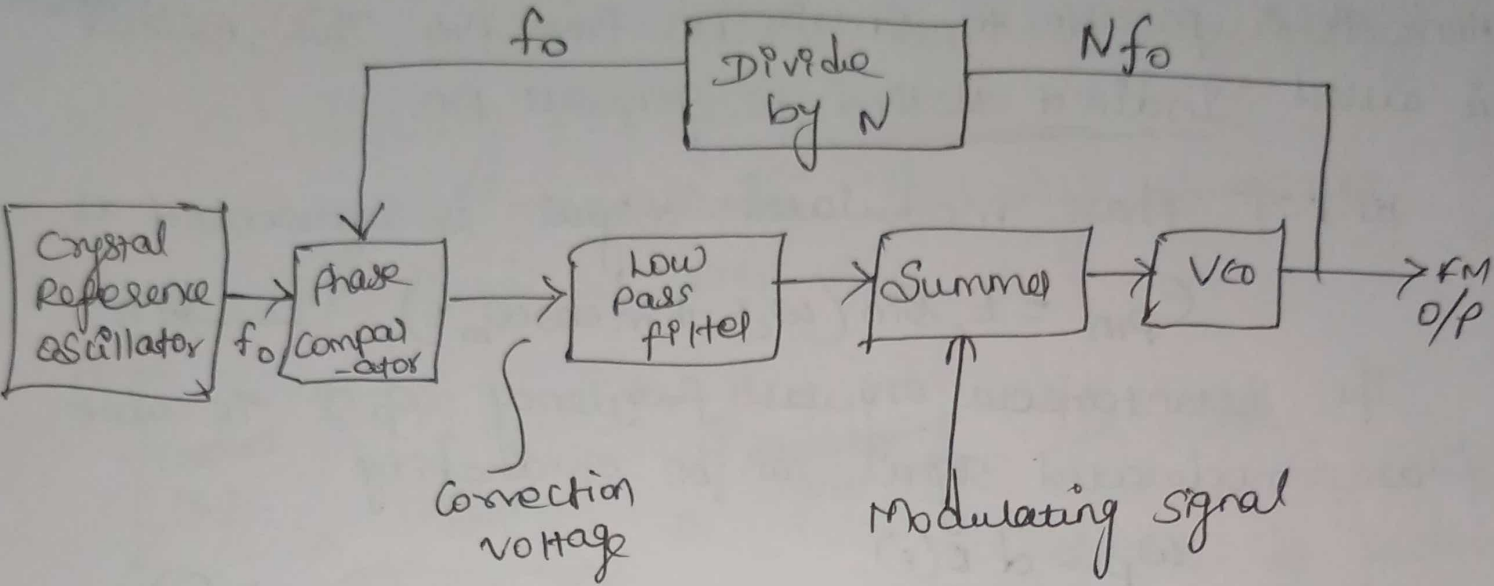 fo
Divide
by N
Nfo
Crystal
Reference
oscillator
fo
Phase
compar
-ator
Low
Pass
filter
Summer
VCO
FM
O/P
Correction
voltage
Modulating signal